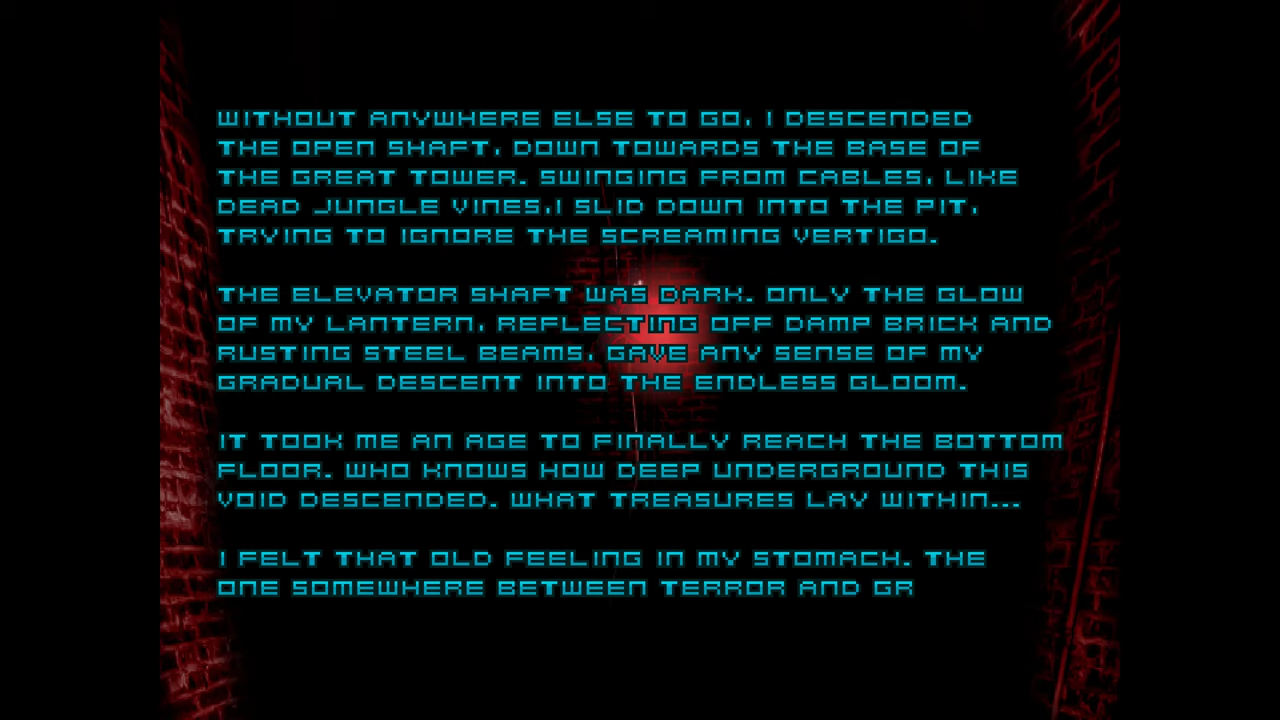 WITHOUT ANYWHERE ELSE TO GO, I DESCENDED
THE OPEN SHAFT, DOWN TOWARDS THE BASE OF
THE GREAT TOWER. SWINGING FROM CABLES, LIKE
DEAD JUNGLE VINES,I SLID DOWN INTO THE PIT,
TRYING TO IGNORE THE SCREAMING VERTIGO.
THE ELEVATOR SHAFT WAS DARK. ONLY THE GLOW
OF MY LANTERN, REFLECTING OFF DAMP BRICK AND
RUSTING STEEL BEAMS, GAVE ANY SENSE OF MY
GRADUAL DESCENT INTO THE ENDLESS GLOOM.
IT TOOK ME AN AGE TO FINALLY REACH THE BOTTOM
FLOOR. WHO KNOWS HOW DEEP UNDERGROUND THIS
VOID DESCENDED. WHAT TREASURES LAY WITHIN...
I FELT THAT OLD FEELING IN MY STOMACH. THE
ONE SOMEWHERE BETWEEN TERROR AND GR